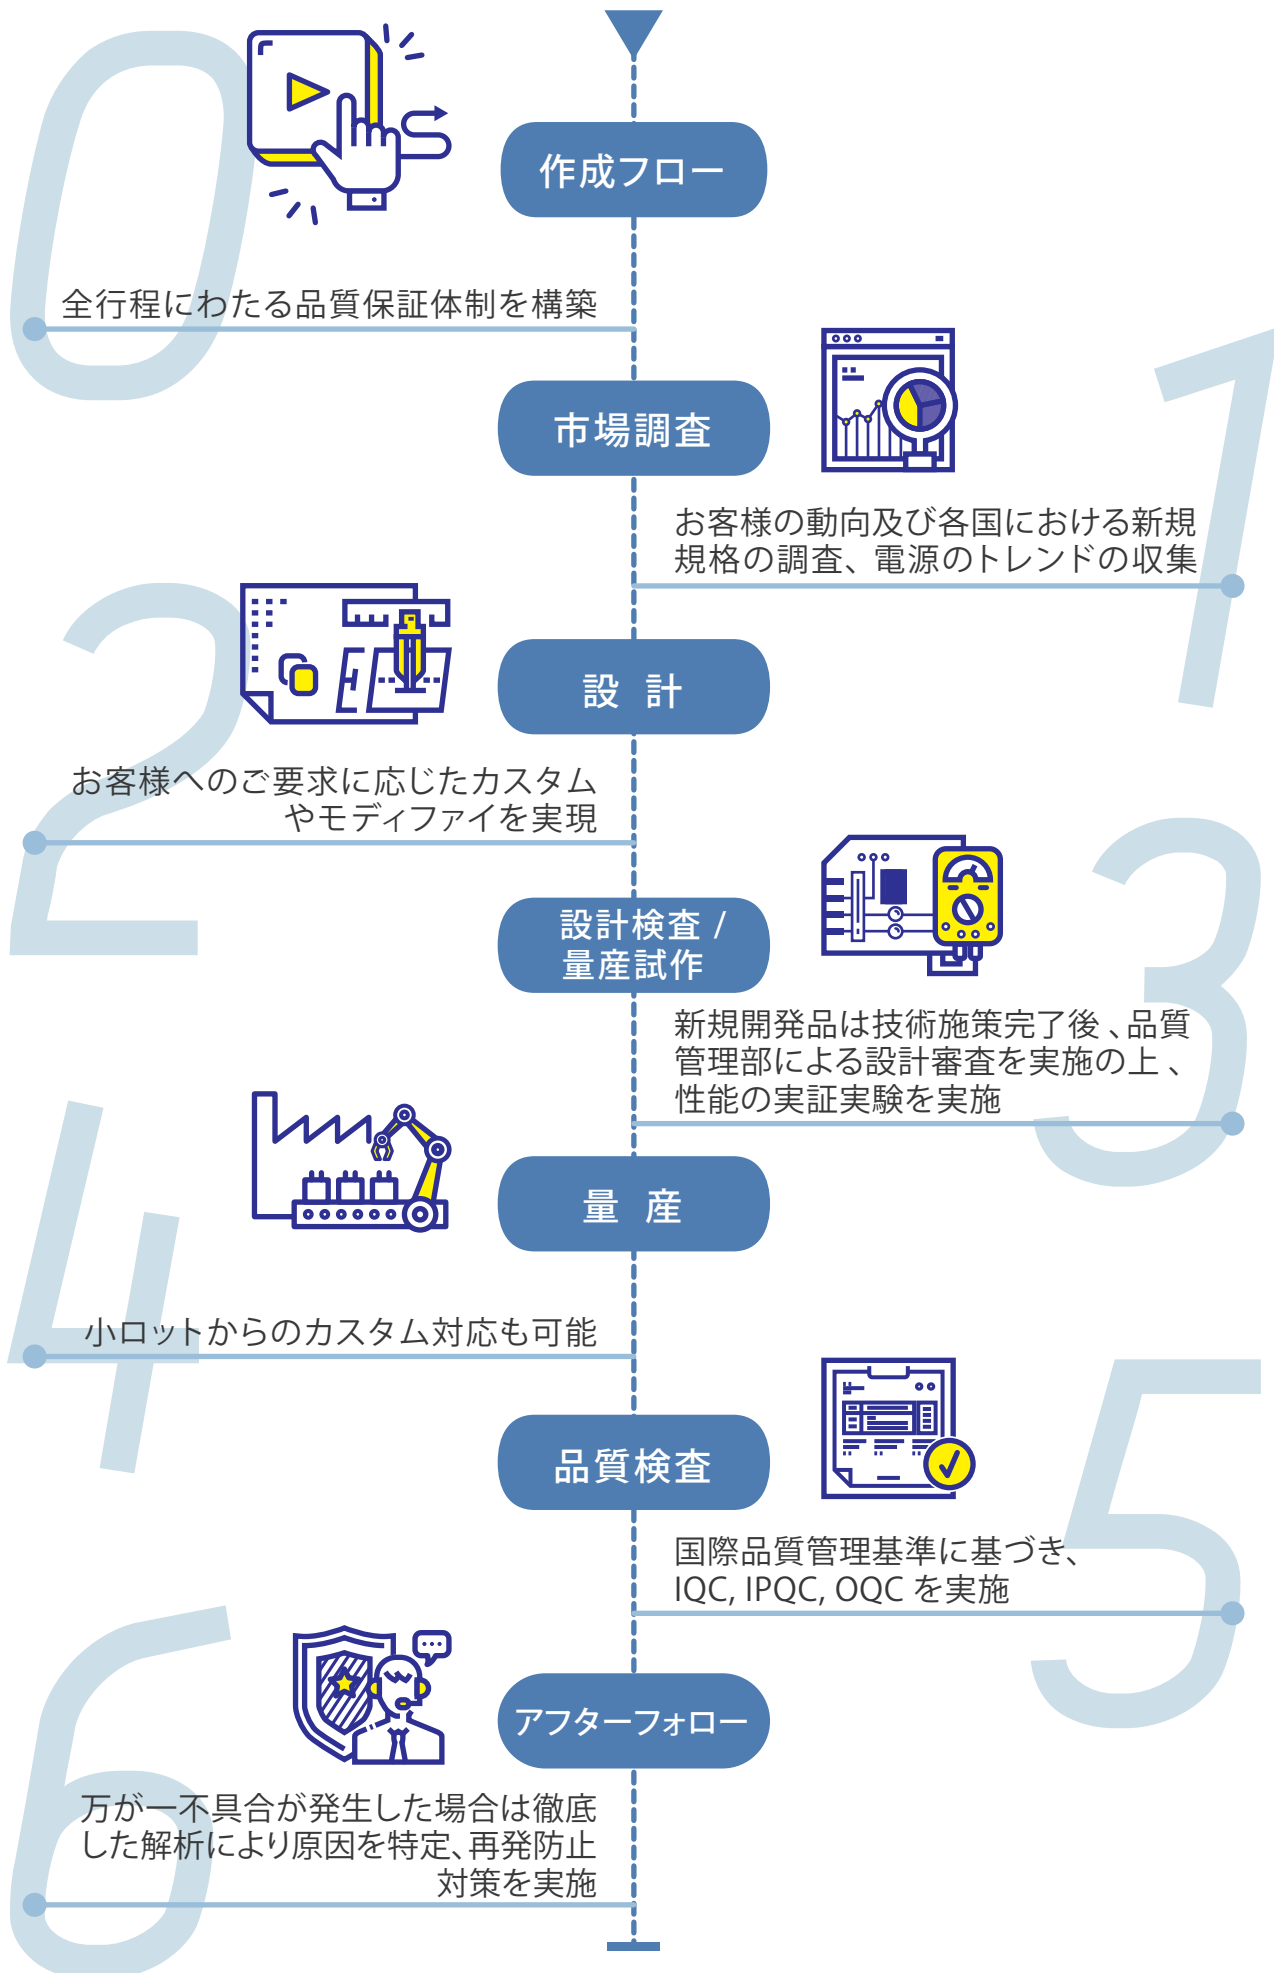 0
作成フロー
全行程にわたる品質保証体制を構築
1
市場調査
お客様の動向及び各国における新規
規格の調査、電源のトレンドの収集
2
設 計
お客様へのご要求に応じたカスタム
やモディファイを実現
3
設計検査 /
量産試作
新規開発品は技術施策完了後、品質
管理部による設計審査を実施の上、
性能の実証実験を実施
4
量 産
小ロットからのカスタム対応も可能
5
品質検査
国際品質管理基準に基づき、
IQC, IPQC, OQC を実施
6
アフターフォロー
万が一不具合が発生した場合は徹底
した解析により原因を特定、再発防止
対策を実施